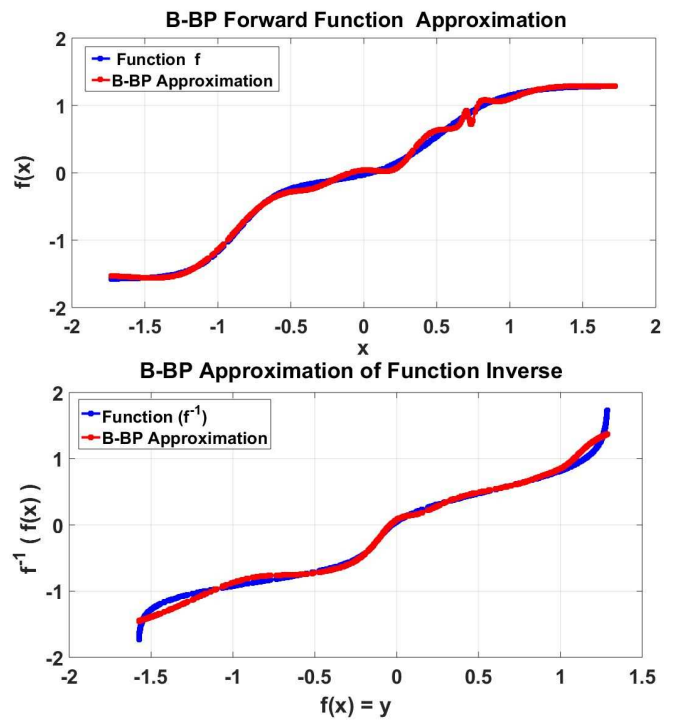 B-BP Forward Function Approximation
2
Function f
B-BP Approximation
1
f(x)
0
-1
-2
-2 -1.5 -1 -0.5 0 0.5 1 1.5 2
x
B-BP Approximation of Function Inverse
2
Function (f-1)
B-BP Approximation
1
f-1 ( f(x) )
0
-1
-2
-2 -1.5 -1 -0.5 0 0.5 1 1.5
f(x) = y